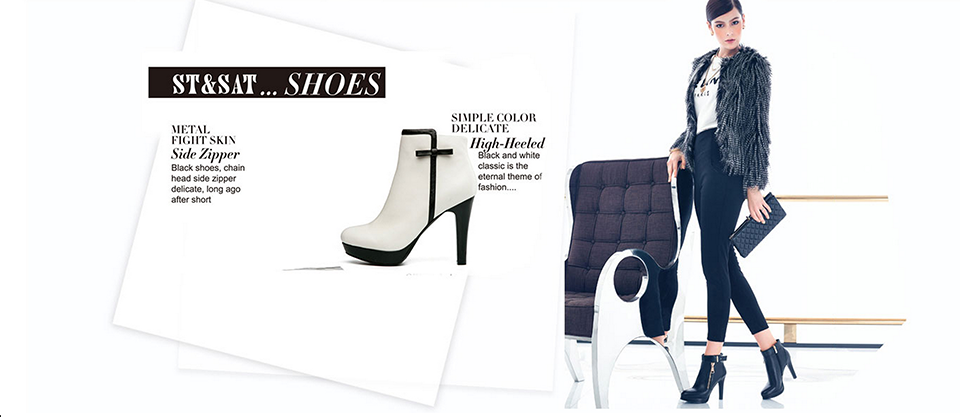 ST&SAT... SHOES
METAL
FIGHT SKIN
Side Zipper
Black shoes, chain
head side zipper
delicate, long ago
after short
SIMPLE COLOR
DELICATE
High-Heeled
Black and white
classic is the
eternal theme of
fashion....